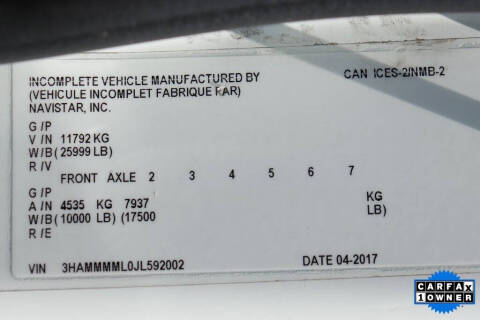 INCOMPLETE VEHICLE MANUFACTURED BY CAN ICES-2/NMB-2
(VEHICULE INCOMPLET FABRIQUE PAR)
NAVISTAR, INC.
G/P
V/N 11792 KG
W/B( 25999 LB)
R/V
FRONT AXLE 2 3 4 5 6 7
G/P
A/N 4535 KG 7937 KG
W/B( 10000 LB) (17500 LB)
R/E
VIN 3HAMMMML0JL592002 DATE 04-2017
CARFAX
1 OWNER